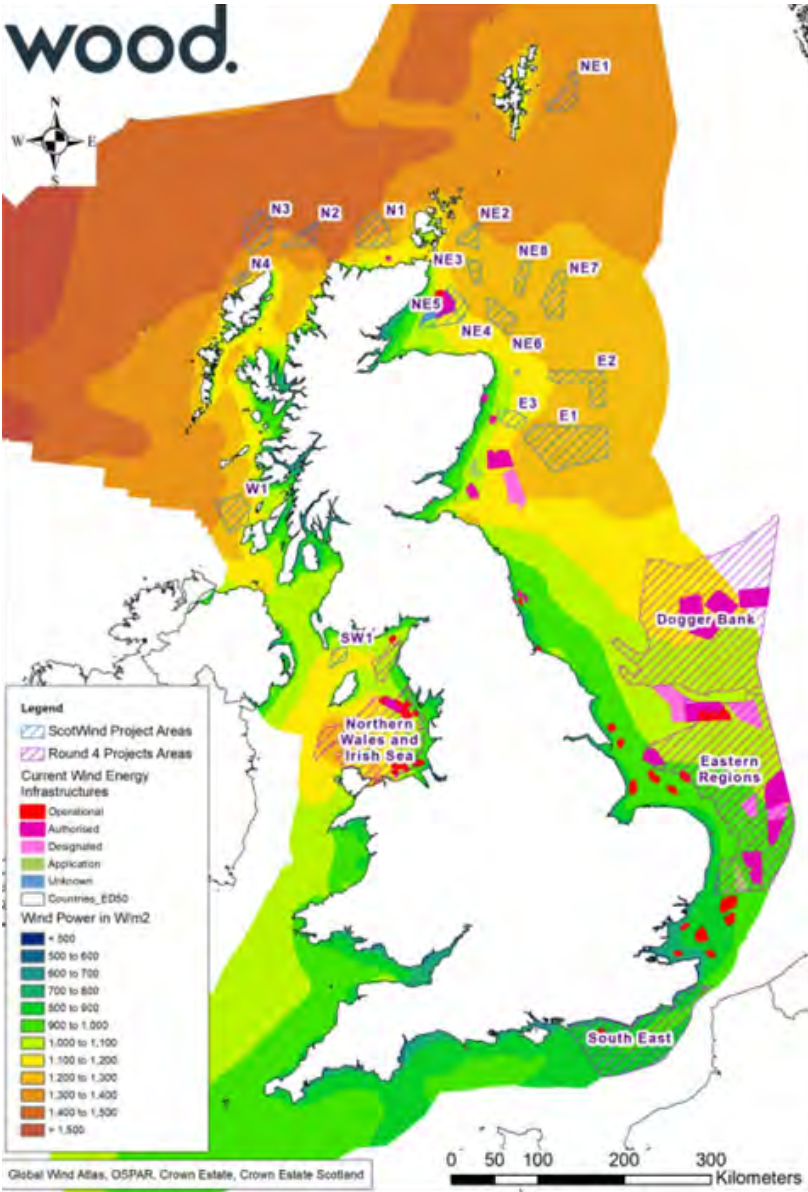 wood.
N
W E
S
NE1
N3
N2
N1
NE2
NE3
NE8
N4
NE7
NE5
NE4
NE6
E2
E3
E1
W1
Dogger Bank
SW1
Northern
Wales and
Irish Sea
Eastern
Regions
South East
Legend
ScotWind Project Areas
Round 4 Projects Areas
Current Wind Energy
Infrastructures
Operational
Authorised
Designated
Application
Unknown
Countries_ED50
Wind Power in W/m2
< 500
500 to 600
600 to 700
700 to 800
800 to 900
900 to 1,000
1,000 to 1,100
1,100 to 1,200
1,200 to 1,300
1,300 to 1,400
1,400 to 1,500
> 1,500
Global Wind Atlas, OSPAR, Crown Estate, Crown Estate Scotland
0 50 100 200 300
Kilometers